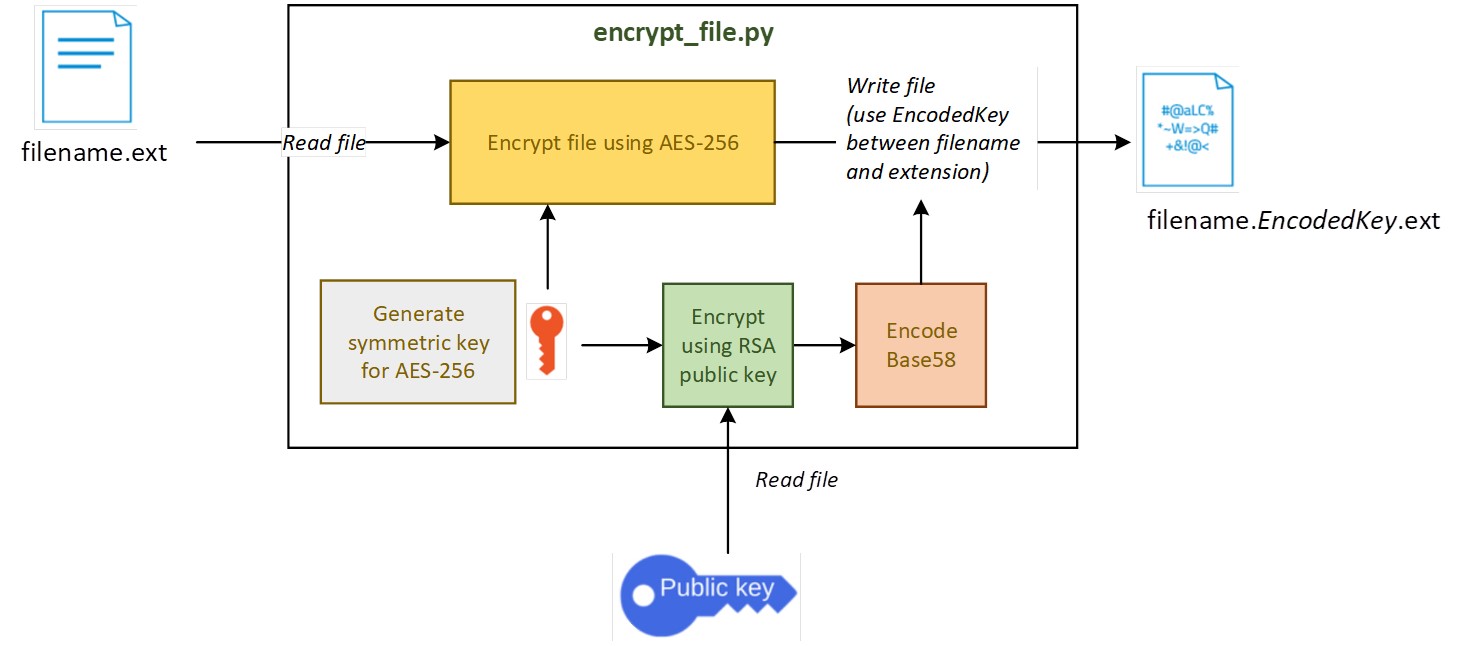 encrypt_file.py
filename.ext
Read file
Encrypt file using AES-256
Write file
(use EncodedKey
between filename
and extension)
#@aLC%
*~W=>Q#
+&!@<
filename.EncodedKey.ext
Generate
symmetric key
for AES-256
Encrypt
using RSA
public key
Encode
Base58
Read file
Public key